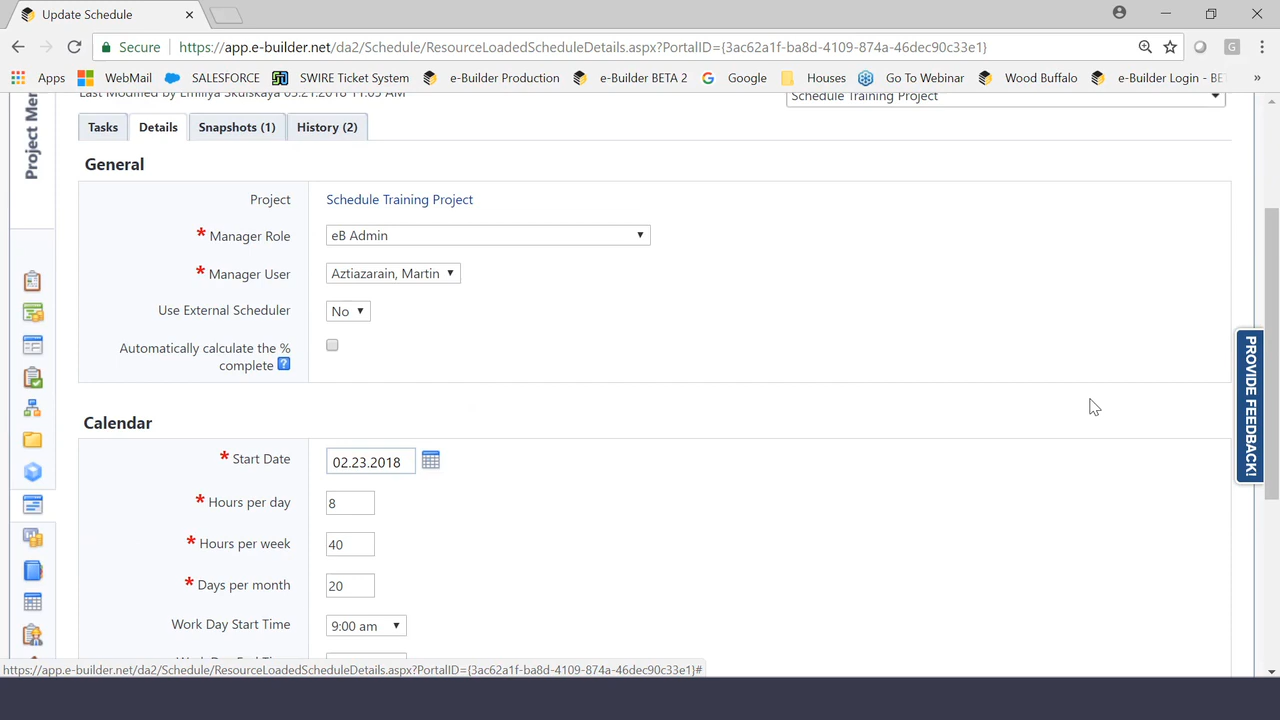 Update Schedule
Secure https://app.e-builder.net/da2/Schedule/ResourceLoadedScheduleDetails.aspx?PortalID={3ac62a1f-ba8d-4109-874a-46dec90c33e1}
Apps WebMail SALESFORCE SWIRE Ticket System e-Builder Production e-Builder BETA 2 Google Houses Go To Webinar Wood Buffalo e-Builder Login - BE »
Last Modified by Emiliya Skulskaya 03.21.2018 11:05 AM
Schedule Training Project
Project Men
Tasks Details Snapshots (1) History (2)
General
Project Schedule Training Project
* Manager Role eB Admin
* Manager User Aztiazarain, Martin
Use External Scheduler No
Automatically calculate the %
complete ?
PROVIDE FEEDBACK!
Calendar
* Start Date 02.23.2018
* Hours per day 8
* Hours per week 40
* Days per month 20
Work Day Start Time 9:00 am
https://app.e-builder.net/da2/Schedule/ResourceLoadedScheduleDetails.aspx?PortalID={3ac62a1f-ba8d-4109-874a-46dec90c33e1}#